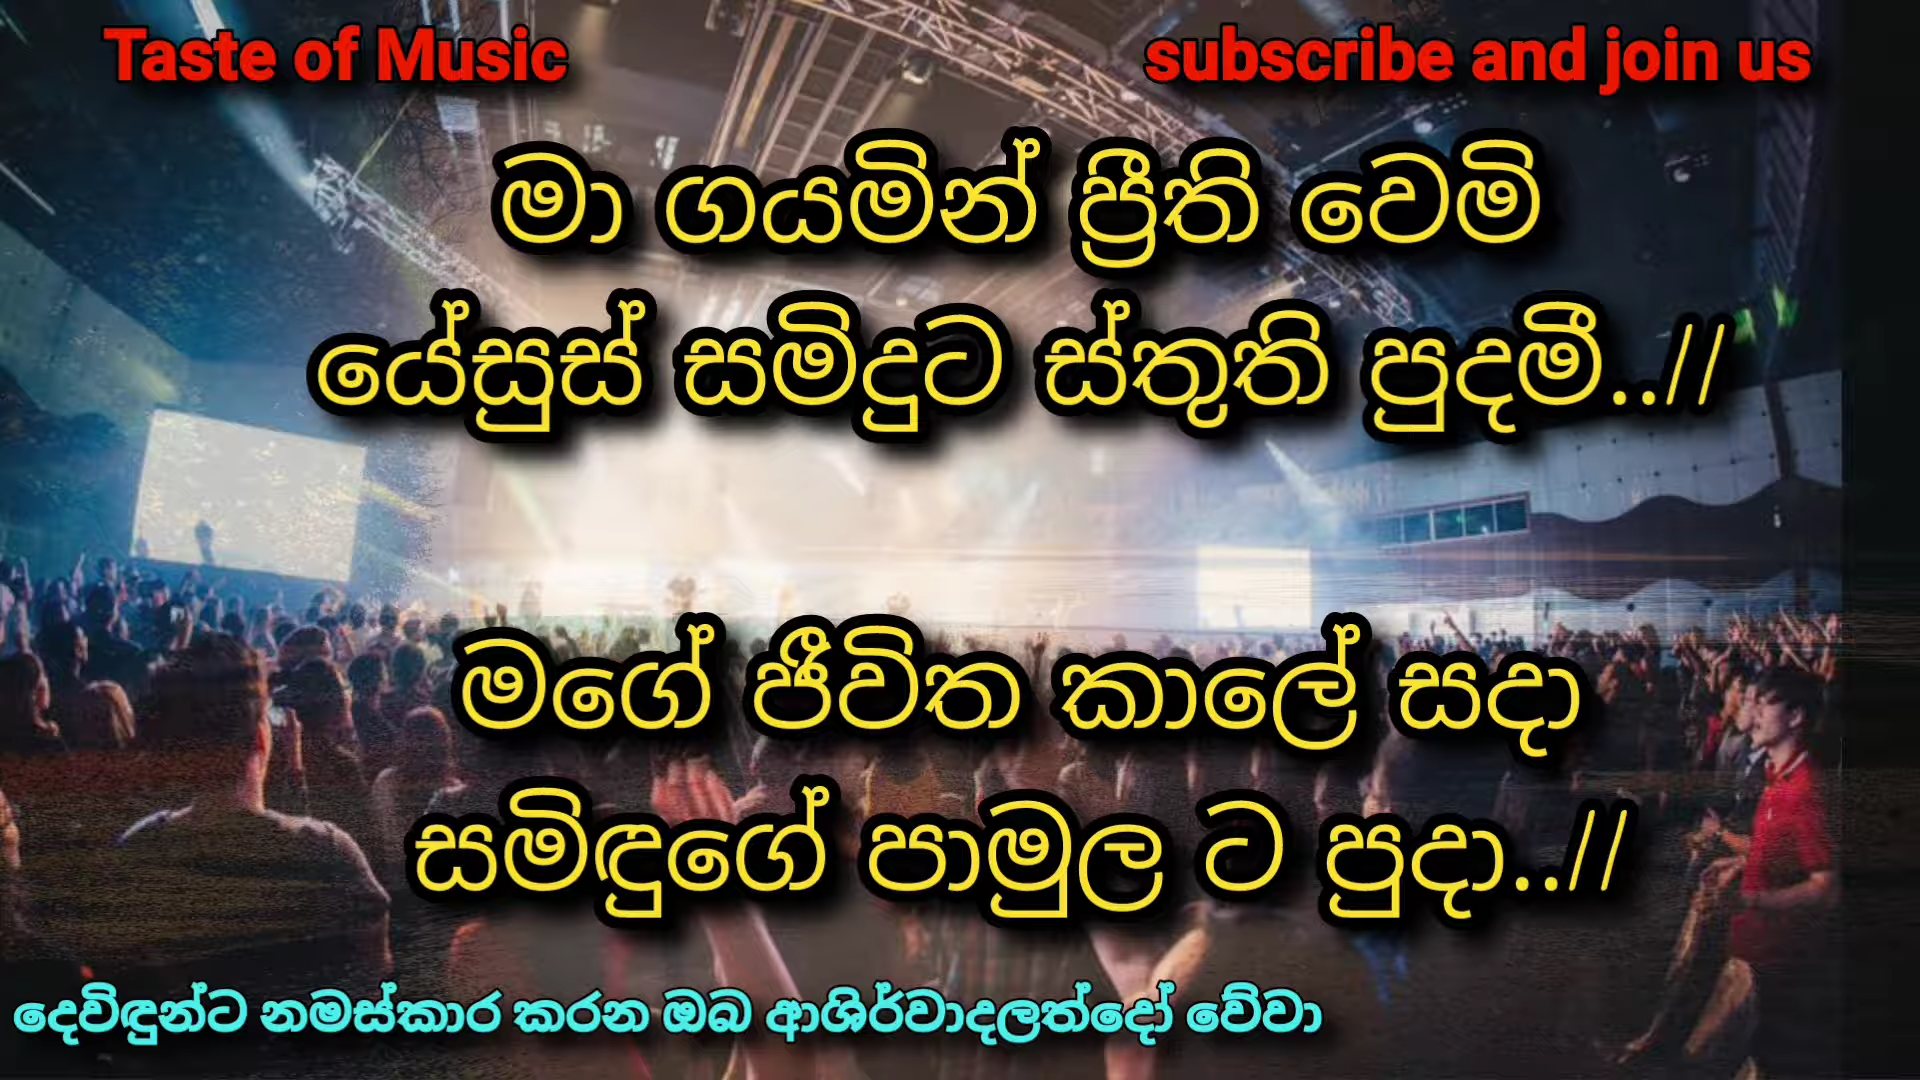 Taste of Music
subscribe and join us
මා ගයමින් ප්‍රීති වෙමි
යේසුස් සමිදුට ස්තුති පුදමී..//
මගේ ජීවිත කාලේ සදා
සමිඳුගේ පාමුල ට පුදා..//
දෙවිඳුන්ට නමස්කාර කරන ඔබ ආශිර්වාදලත්දෝ වේවා